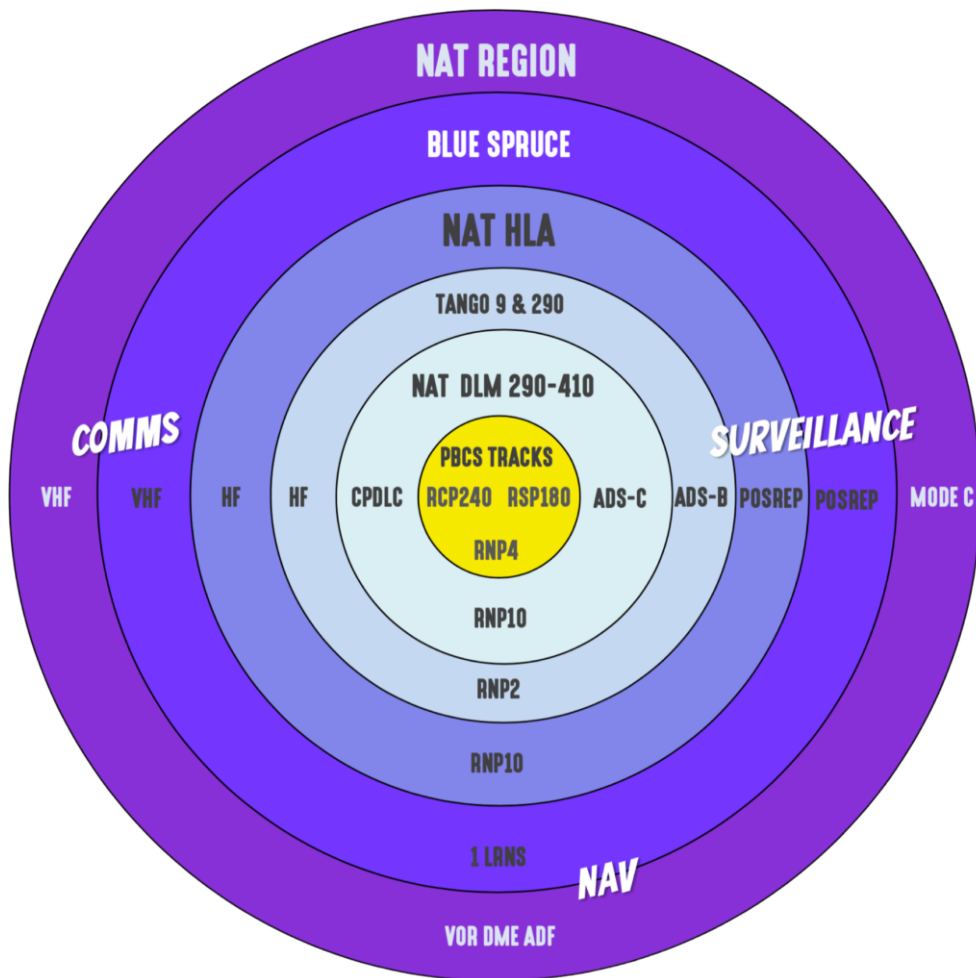 NAT REGION
BLUE SPRUCE
NAT HLA
TANGO 9 & 290
NAT DLM 290-410
COMMS
SURVEILLANCE
PBCS TRACKS
VHF VHF HF HF CPDLC RCP240 RSP180 ADS-C ADS-B POSREP POSREP MODE C
RNP4
RNP10
RNP2
RNP10
1 LRNS
NAV
VOR DME ADF